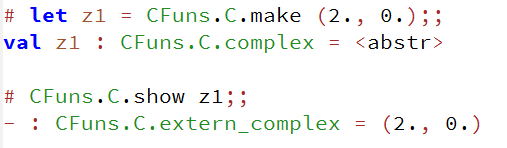 # let z1 = CFuns.C.make (2., 0.);;
val z1 : CFuns.C.complex = <abstr>
# CFuns.C.show z1;;
- : CFuns.C.extern_complex = (2., 0.)